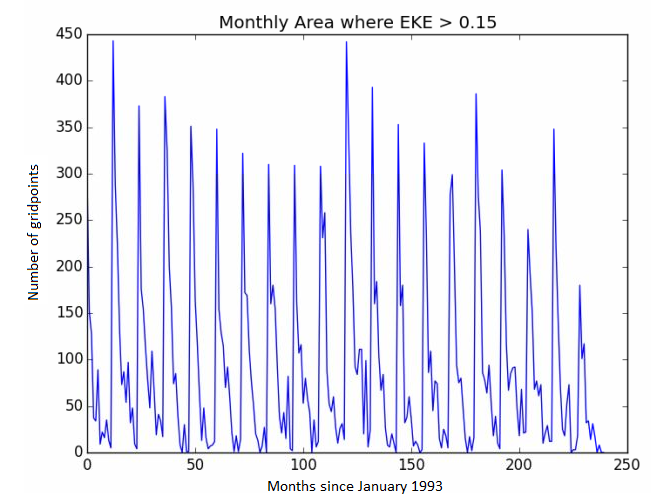 Monthly Area where EKE > 0.15
450
400
350
300
250
200
150
100
50
0
Number of gridpoints
0 50 100 150 200 250
Months since January 1993